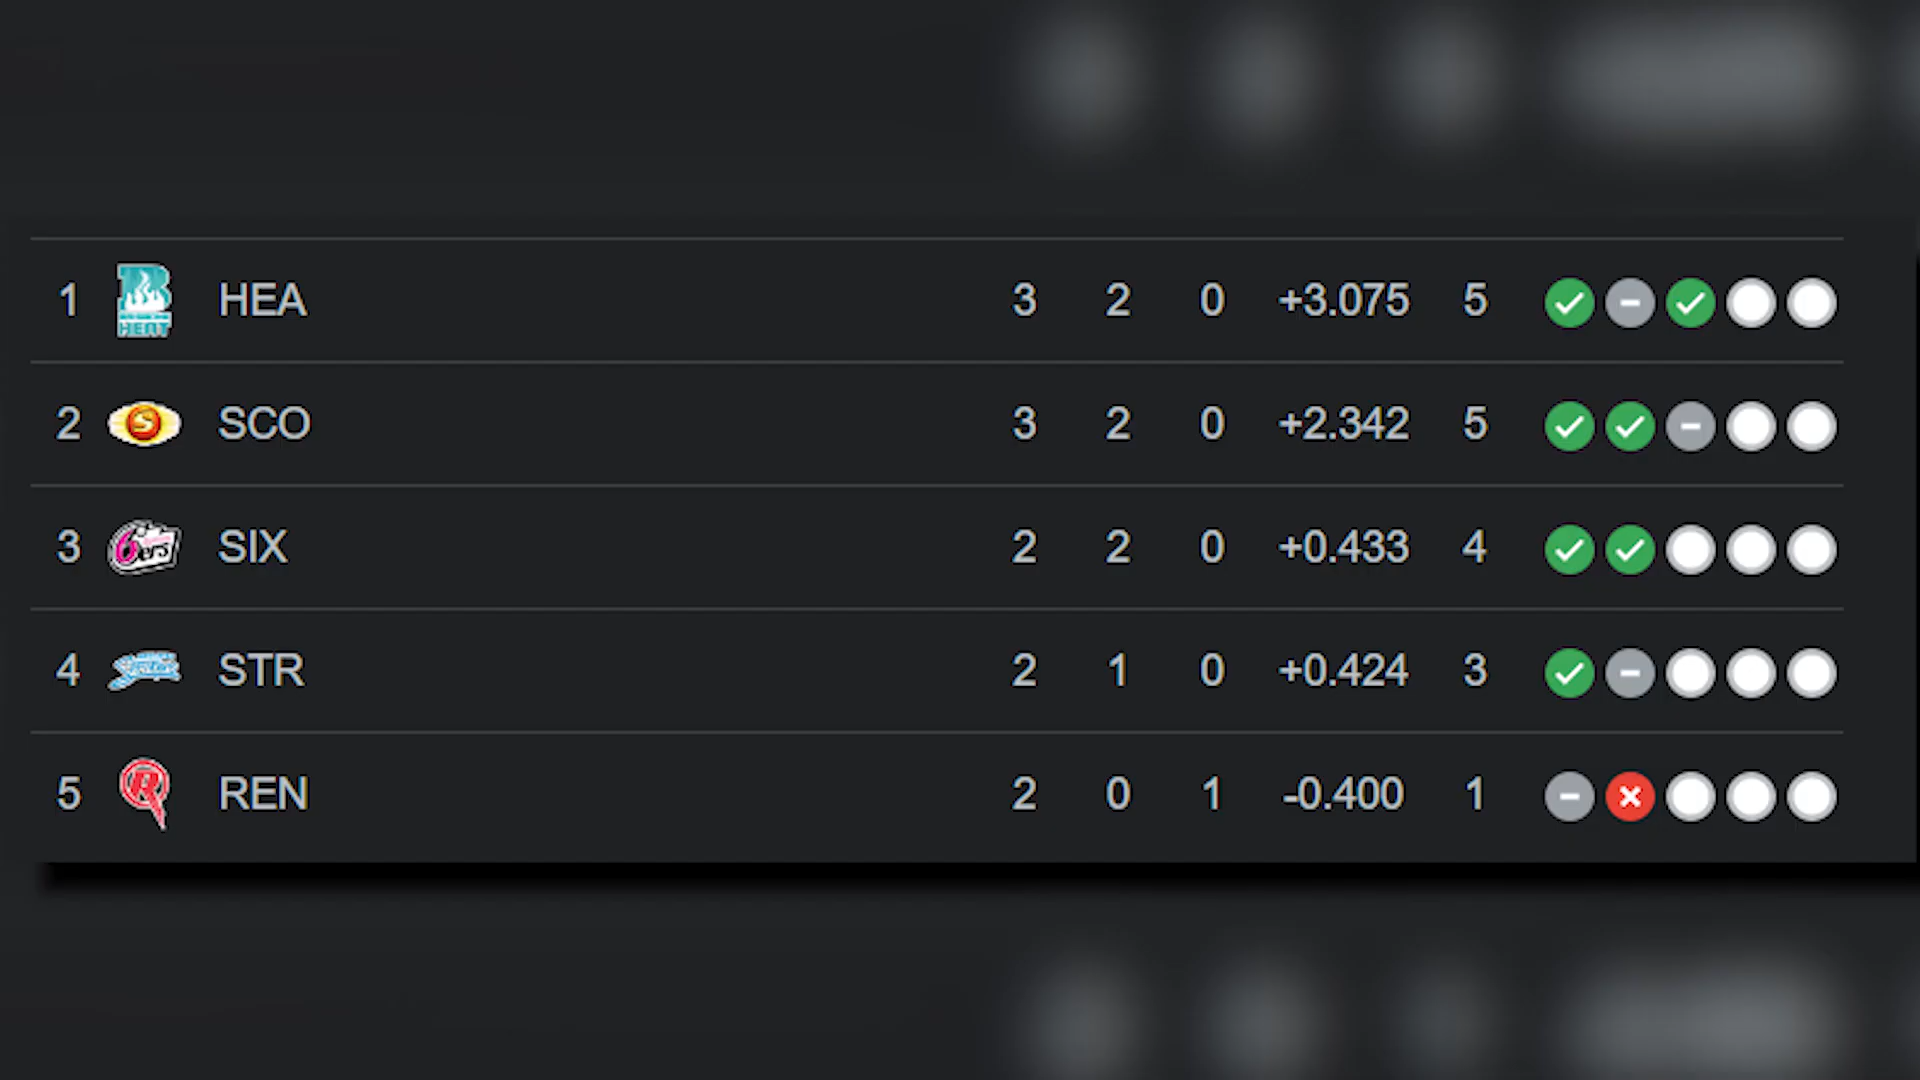 1 HEAT HEA 3 2 0 +3.075 5
2 S SCO 3 2 0 +2.342 5
3 6ers SIX 2 2 0 +0.433 4
4 STR 2 1 0 +0.424 3
5 R REN 2 0 1 -0.400 1